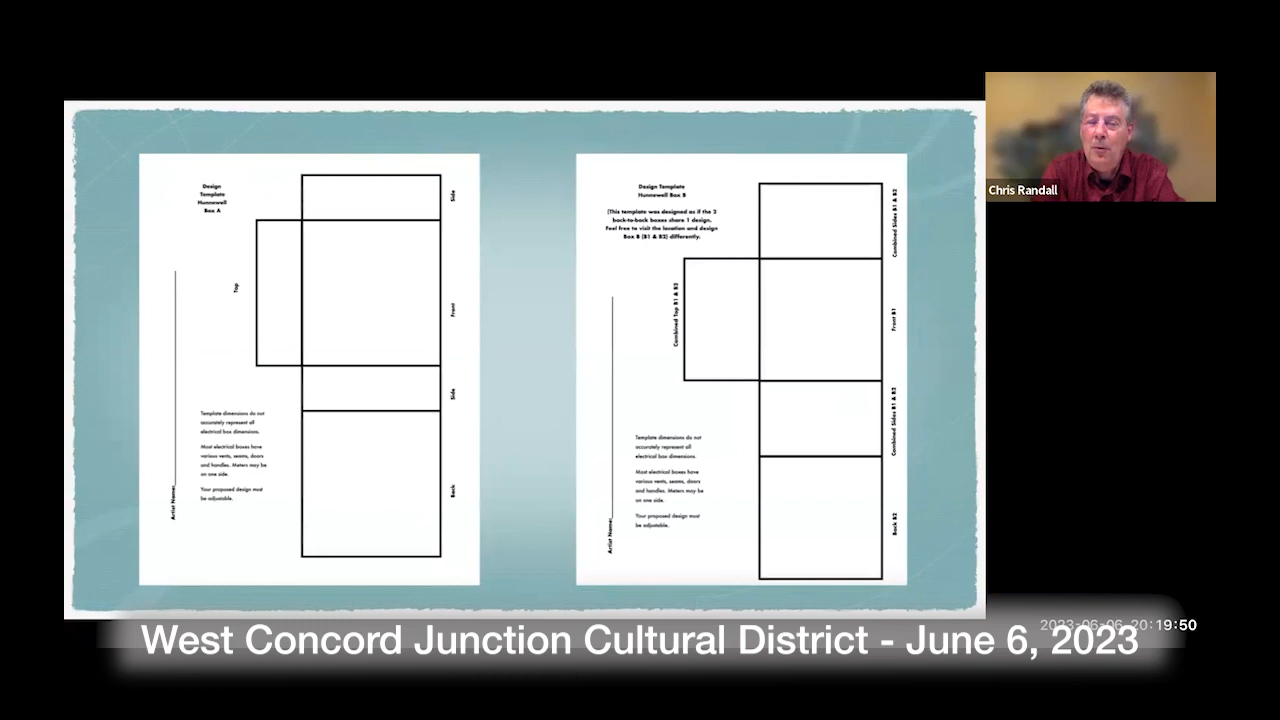 Design
Template
Hunnewell
Box A
Side
Top
Front
Side
Back
Template dimensions do not
accurately represent all
electrical box dimensions.
Most electrical boxes have
various vents, seams, doors
and handles. Meters may be
on one side.
Your proposed design must
be adjustable.
Artist Name:
Design Template
Hunnewell Box B
(This template was designed as if the 2
back-to-back boxes share 1 design.
Feel free to visit the location and design
Box B (B1 & B2) differently.
Combined Sides B1 & B2
Combined Top B1 & B2
Front B1
Combined Sides B1 & B2
Back B2
Template dimensions do not
accurately represent all
electrical box dimensions.
Most electrical boxes have
various vents, seams, doors
and handles. Meters may be
on one side.
Your proposed design must
be adjustable.
Artist Name:
Chris Randall
2023-06-06 20:19:50
West Concord Junction Cultural District - June 6, 2023